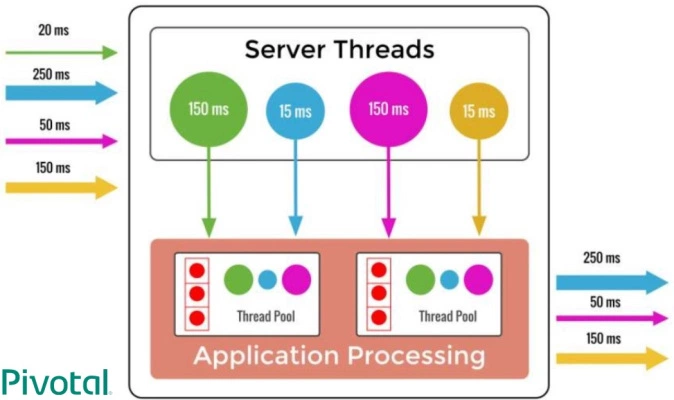 20 ms
250 ms
50 ms
150 ms
Server Threads
150 ms
15 ms
150 ms
15 ms
Thread Pool
Thread Pool
Application Processing
250 ms
50 ms
150 ms
Pivotal